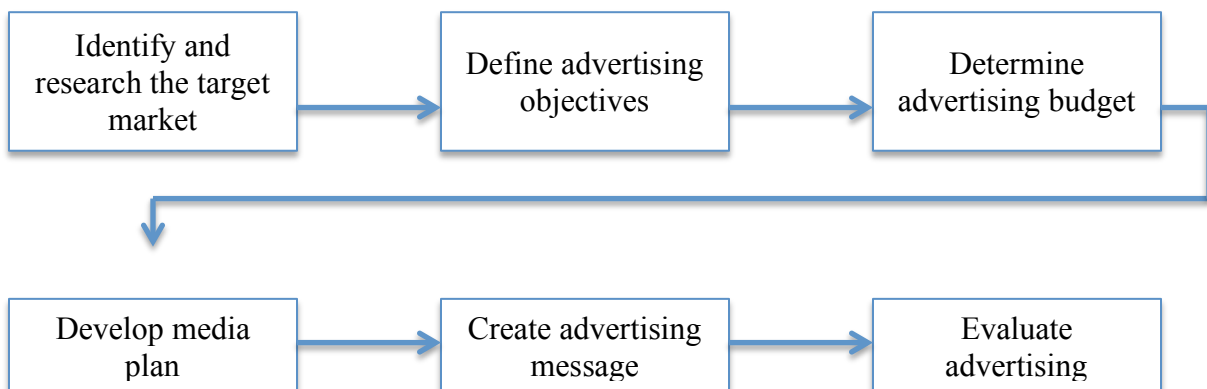 Identify and
research the target
market
Define advertising
objectives
Determine
advertising budget
Develop media
plan
Create advertising
message
Evaluate
advertising